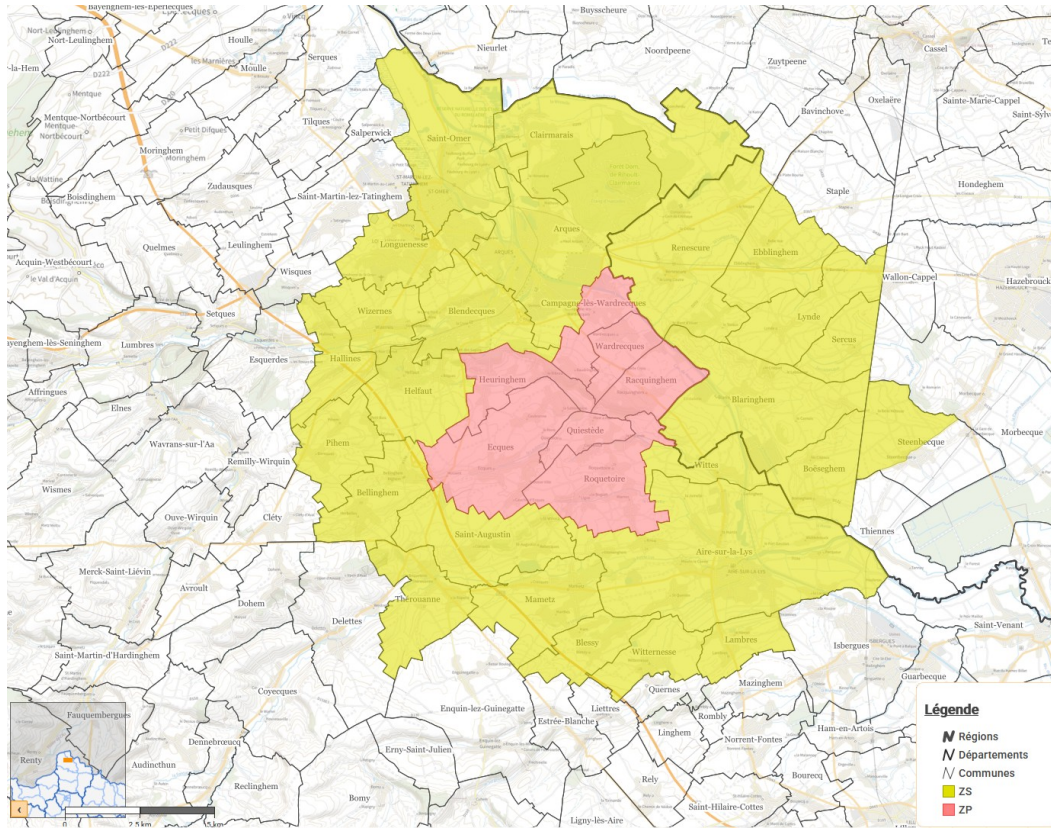 Bayenghem-lès-Éperlecques
Buysscheure
Nort-Leulinghem
Houlle
Nieurlet
Noordpeene
Cassel
Serques
Moulle
Zuytpeene
D222
Oxelaëre
Sainte-Marie-Cappel
Mentque-Nortbécourt
Tilques
Bavinchove
Salperwick
Saint-Omer
Clairmarais
Moringhem
Zudausques
Hondeghem
Boisdinghem
Saint-Martin-lez-Tatinghem
Staple
Arques
Quelmes
Leulinghem
Longuenesse
Renescure
Ebblinghem
Acquin-Westbécourt
le Val d'Acquin
Wisques
Wallon-Cappel
Hazebrouck
Setques
Wizernes
Blendecques
Campagne-lès-Wardrecques
Lynde
Lumbres
Wardrecques
Sercus
Esquerdes
Hallines
Affringues
Helfaut
Heuringhem
Racquinghem
Blaringhem
Elnes
Quiestède
Morbecque
Wavrans-sur-l'Aa
Pihem
Ecques
Steenbecque
Remilly-Wirquin
Wittes
Boëseghem
Wismes
Bellinghem
Roquetoire
Ouve-Wirquin
Cléty
Saint-Augustin
Thiennes
Aire-sur-la-Lys
Merck-Saint-Liévin
Avroult
Dohem
Thérouanne
Mametz
Delettes
Saint-Venant
Saint-Martin-d'Hardinghem
Blessy
Lambres
Witternesse
Isbergues
Guarbecque
Coyecques
Quernes
Mazinghem
Fauquembergues
Enquin-lez-Guinegatte
Liettres
Rombly
Estrée-Blanche
Linghem
Norrent-Fontes
Ham-en-Artois
Dennebrœucq
Erny-Saint-Julien
Renty
Audincthun
Rely
Bourecq
Reclinghem
Bomy
Saint-Hilaire-Cottes
Ligny-lès-Aire
Légende
Régions
Départements
Communes
ZS
ZP
0 2.5 km 5 km